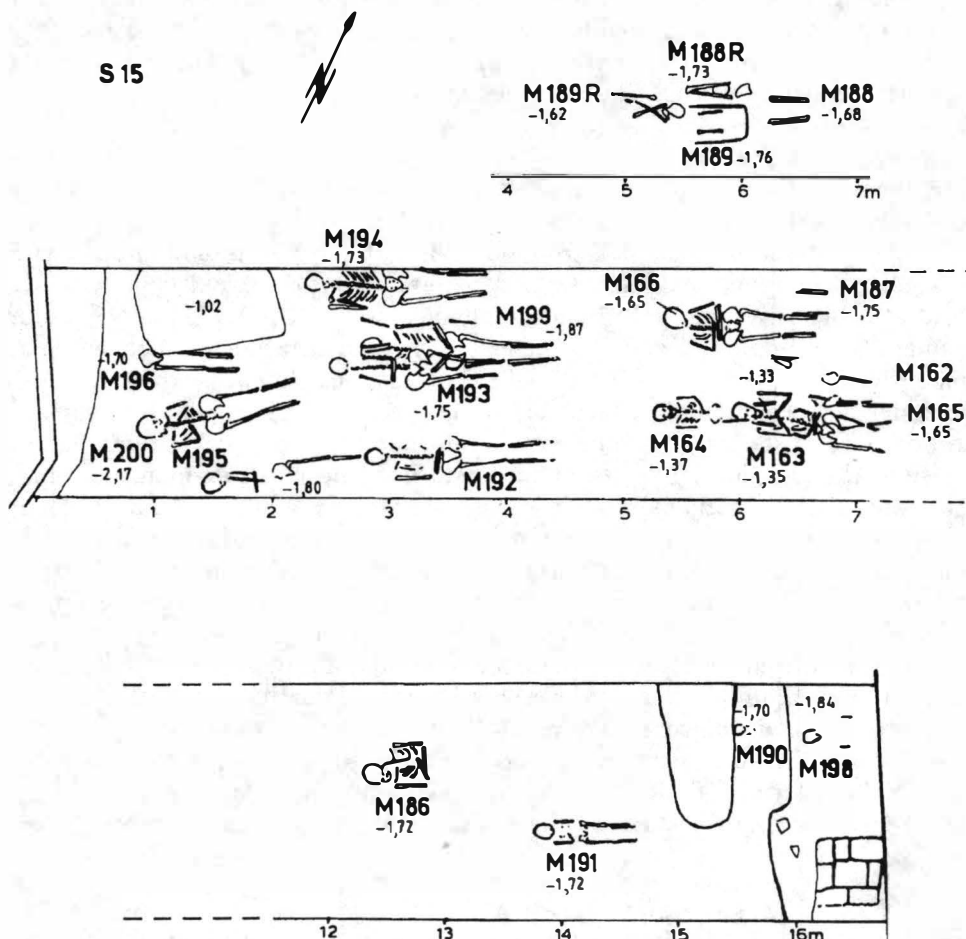 S 15
M188R
-1,73
M189R
-1,62
M188
-1,68
M189 -1,76
4 5 6 7m
M194
-1,73
M166
-1,65
M187
-1,75
-1,02
M199
-1,87
-1,70
M196
-1,33
M162
M193
-1,75
M165
-1,65
M200
-2,17
M195
M164
-1,37
M163
-1,35
M192
-1,80
1 2 3 4 5 6 7
-1,70
M190
-1,84
M198
M186
-1,72
M191
-1,72
12 13 14 15 16m